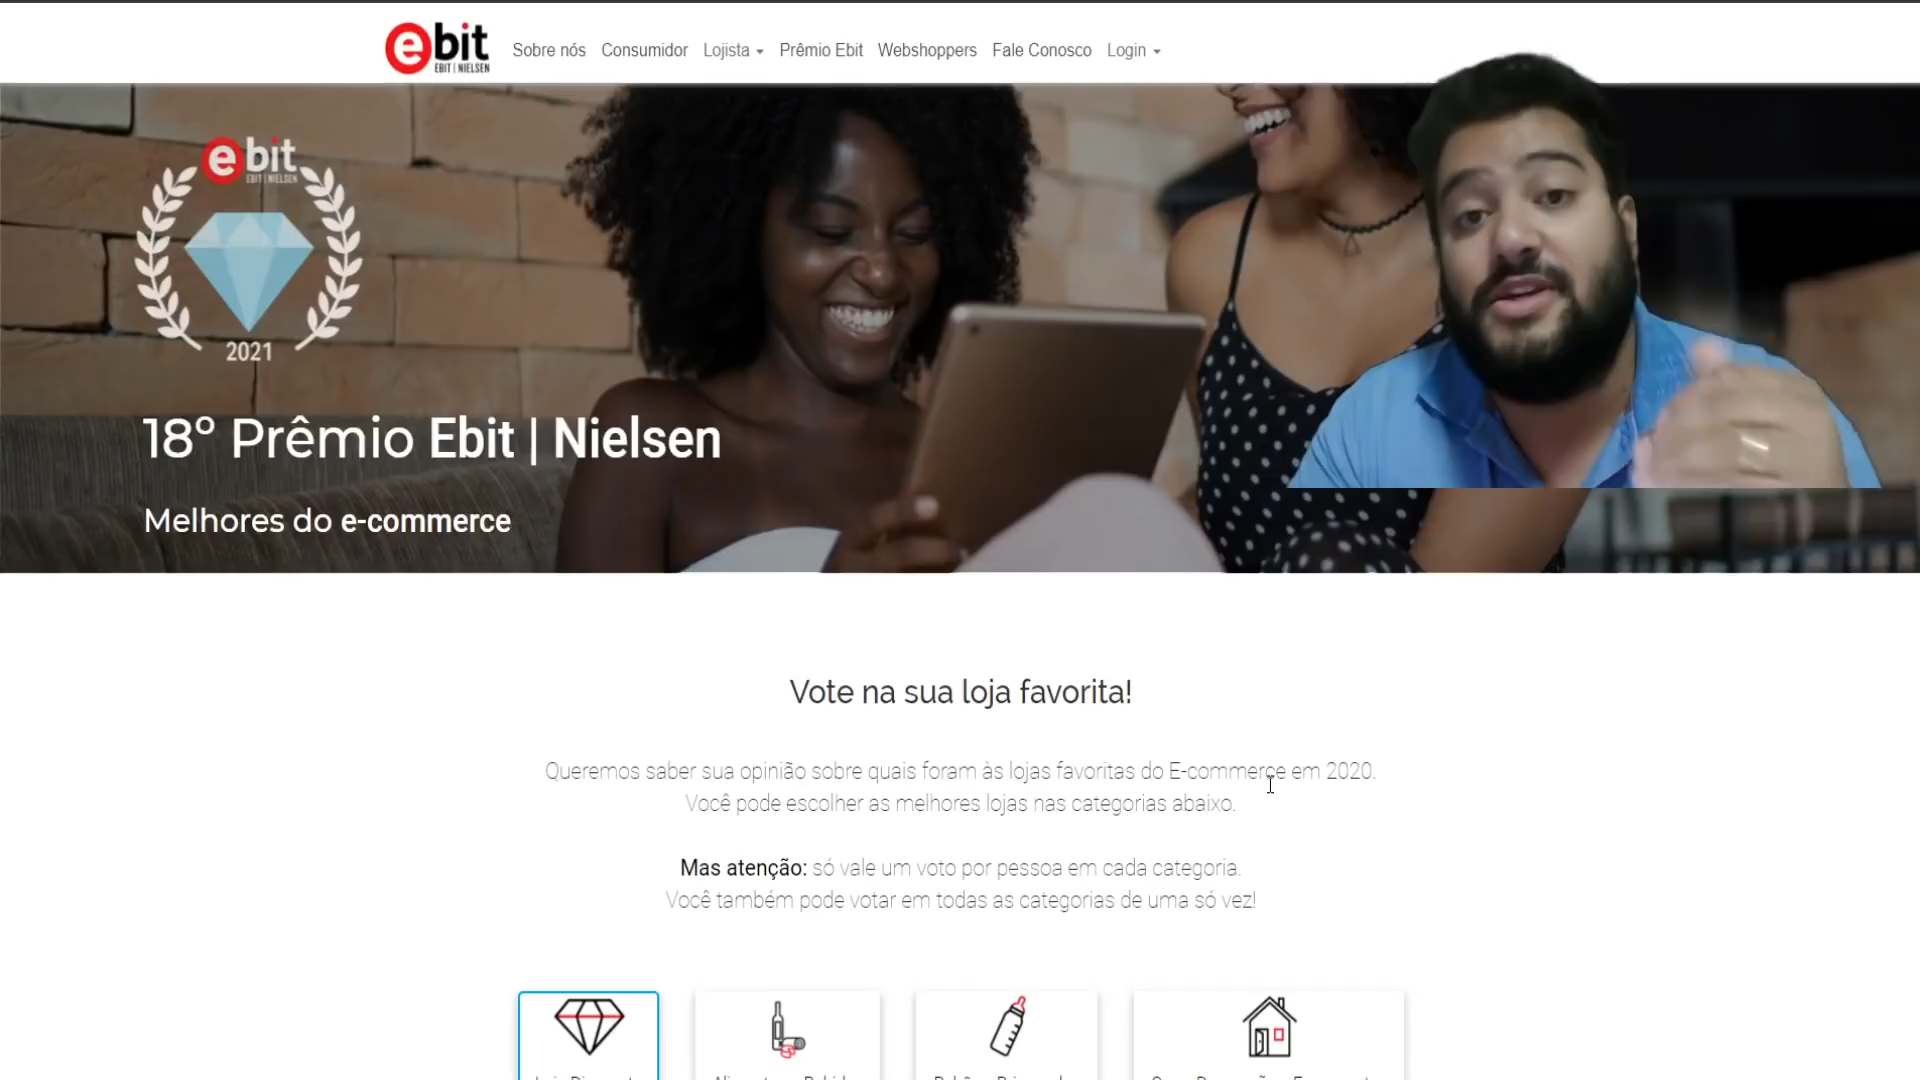 ebit
EBIT | NIELSEN
Sobre nós Consumidor Lojista Prêmio Ebit Webshoppers Fale Conosco Login
ebit
EBIT | NIELSEN
2021
18º Prêmio Ebit | Nielsen
Melhores do e-commerce
Vote na sua loja favorita!
Queremos saber sua opinião sobre quais foram às lojas favoritas do E-commerce em 2020.
Você pode escolher as melhores lojas nas categorias abaixo.
Mas atenção: só vale um voto por pessoa em cada categoria.
Você também pode votar em todas as categorias de uma só vez!